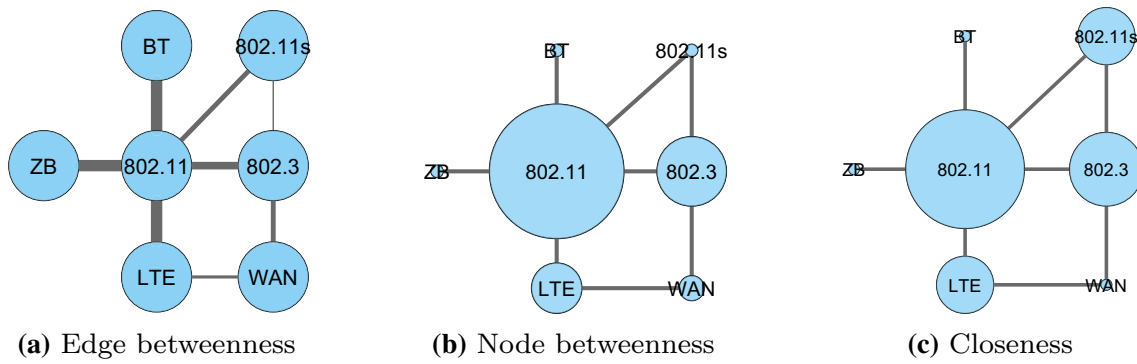 BT 802.11s
ZB 802.11 802.3
LTE WAN
(a) Edge betweenness
BT 802.11s
ZB 802.11 802.3
LTE WAN
(b) Node betweenness
BT 802.11s
ZB 802.11 802.3
LTE WAN
(c) Closeness